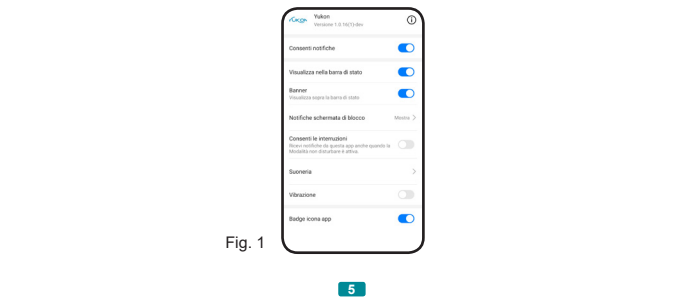 Yukon
Versione 1.0.16(1)-dev
Consenti notifiche
Visualizza nella barra di stato
Banner
Visualizza sopra la barra di stato
Notifiche schermata di blocco
Mostra
Consenti le interruzioni
Ricevi notifiche da questa app anche quando la
Modalità non disturbare è attiva.
Suoneria
Vibrazione
Badge icona app
Fig. 1
5